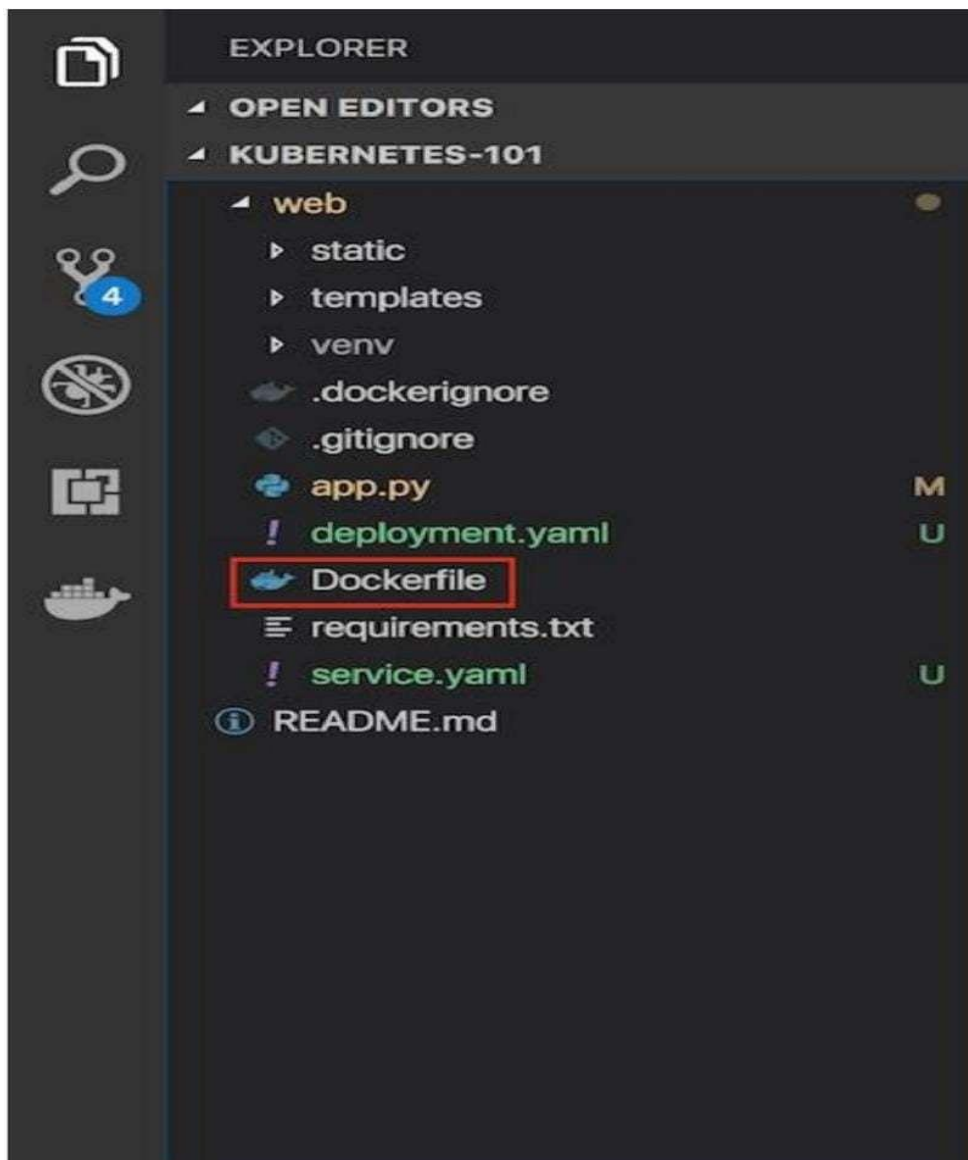 EXPLORER
OPEN EDITORS
KUBERNETES-101
web
static
templates
venv
4
.dockerignore
.gitignore
app.py M
deployment.yaml U
Dockerfile
requirements.txt
service.yaml U
README.md